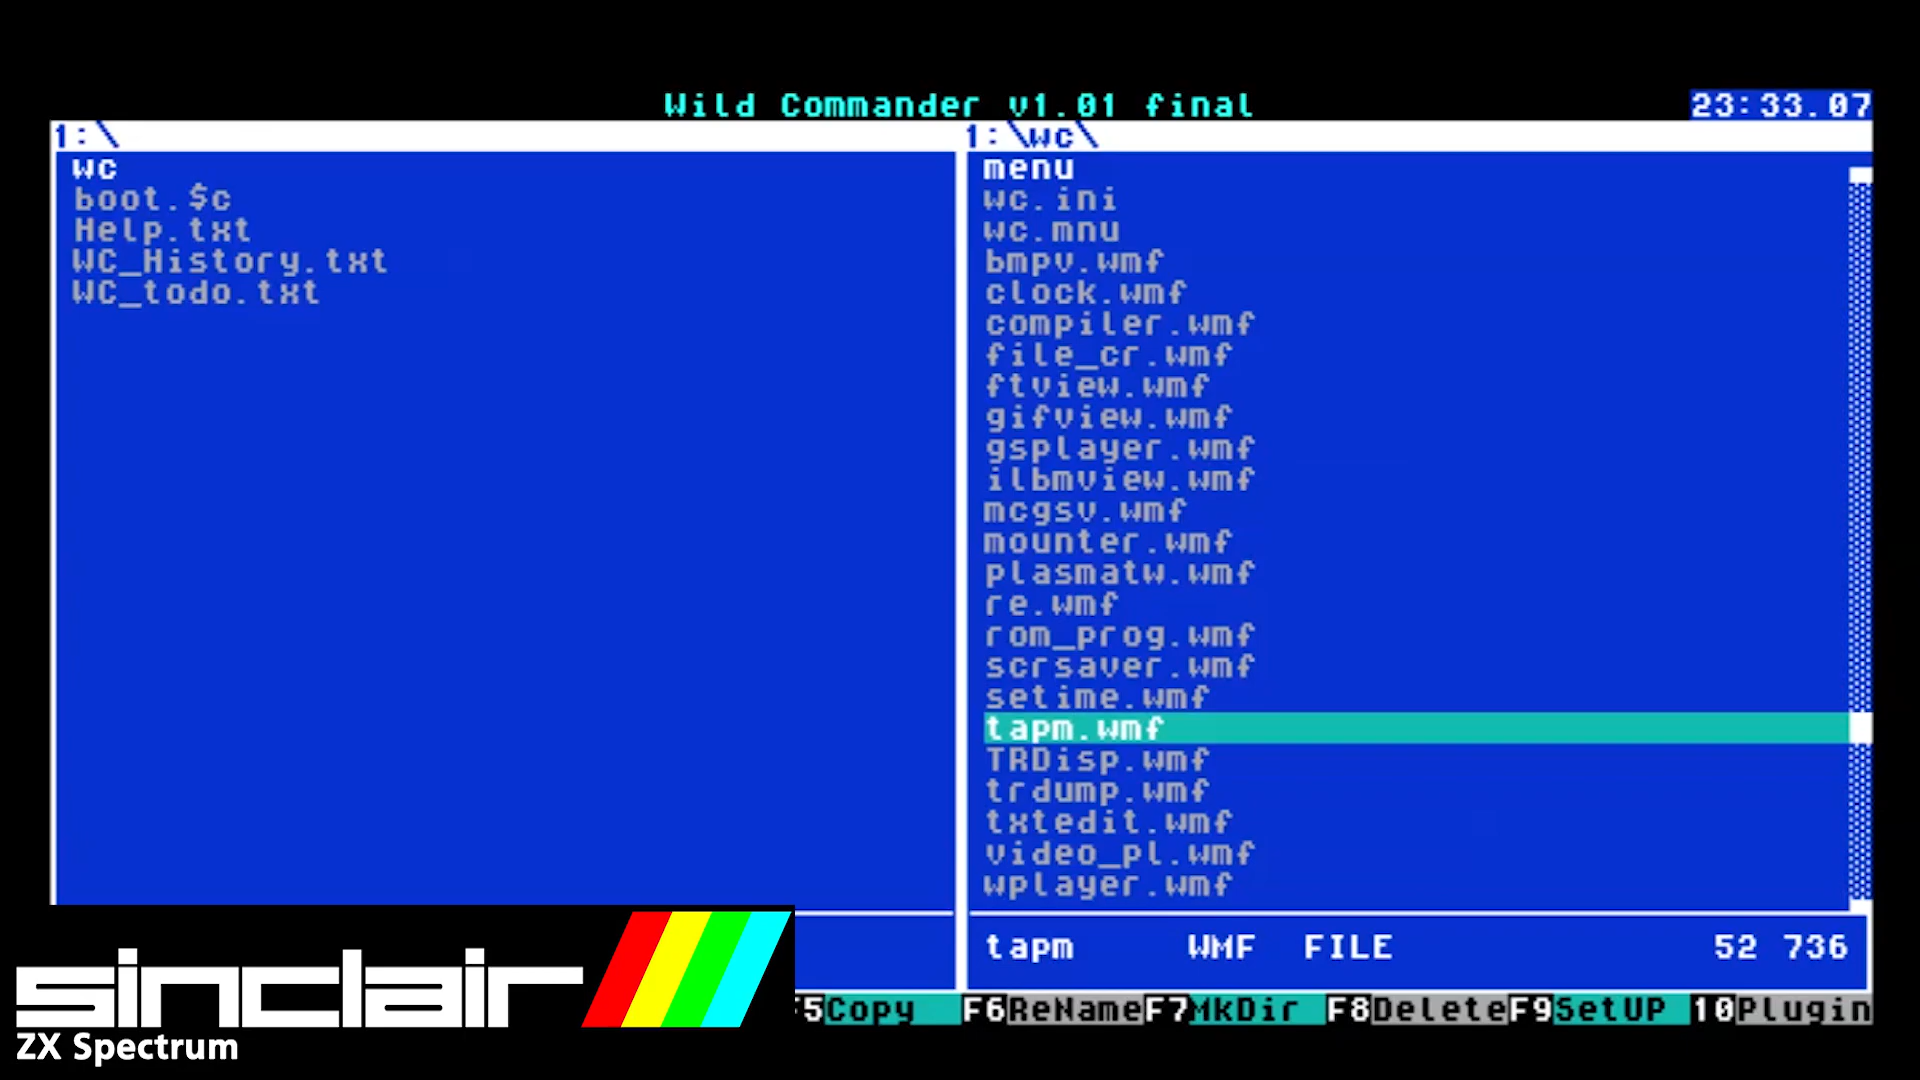 Wild Commander v1.01 final
23:33.07
1:\
wc
boot.$c
Help.txt
WC_History.txt
WC_todo.txt
1:\wc\
menu
wc.ini
wc.mnu
bmpv.wmf
clock.wmf
compiler.wmf
file_cr.wmf
ftview.wmf
gifview.wmf
gsplayer.wmf
ilbmview.wmf
mcgsv.wmf
mounter.wmf
plasmatw.wmf
re.wmf
rom_prog.wmf
scrsaver.wmf
setime.wmf
tapm.wmf
TRDisp.wmf
trdump.wmf
txtedit.wmf
video_pl.wmf
wplayer.wmf
tapm WMF FILE 52 736
F5Copy F6ReName F7MkDir F8Delete F9SetUP 10Plugin
sinclair
ZX Spectrum